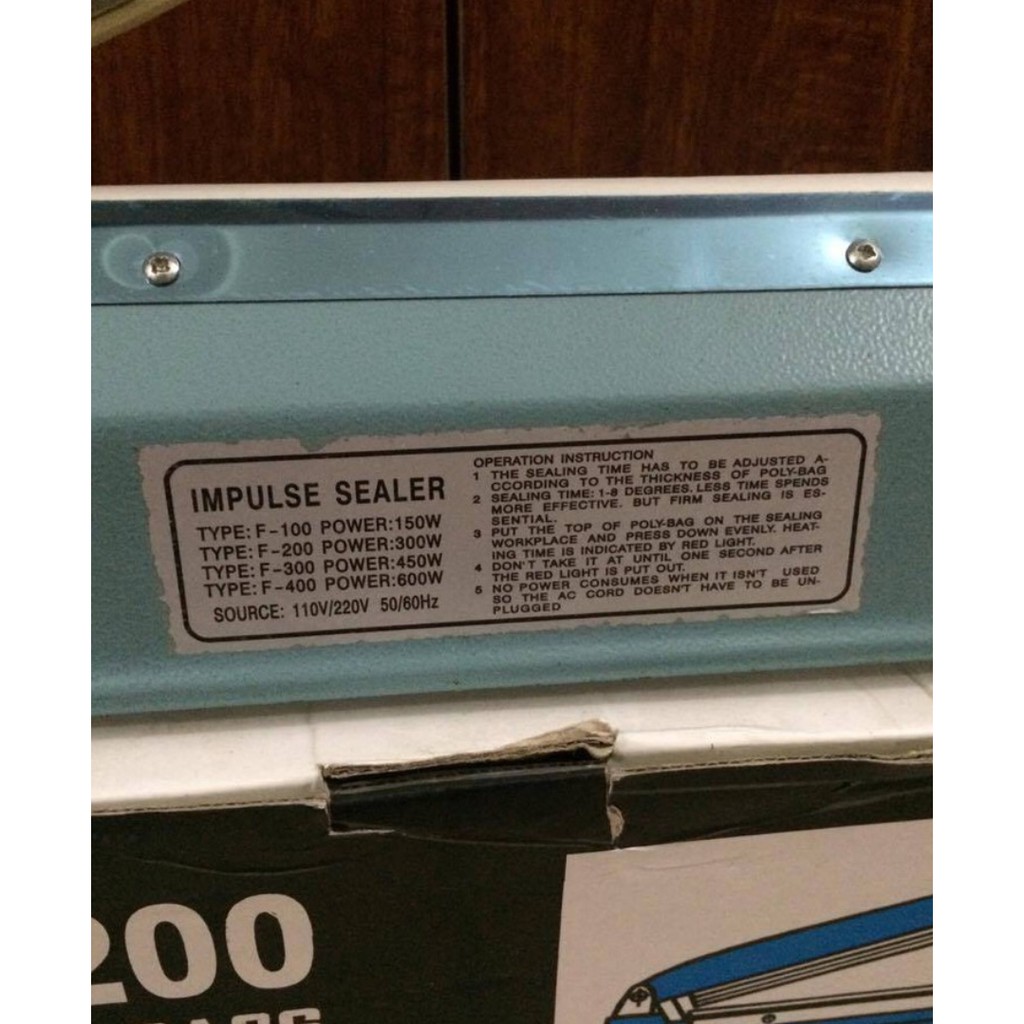 IMPULSE SEALER
TYPE: F-100 POWER:150W
TYPE: F-200 POWER:300W
TYPE: F-300 POWER:450W
TYPE: F-400 POWER:600W
SOURCE: 110V/220V 50/60Hz
OPERATION INSTRUCTION
1 THE SEALING TIME HAS TO BE ADJUSTED A-
CCORDING TO THE THICKNESS OF POLY-BAG
2 SEALING TIME: 1-8 DEGREES. LESS TIME SPENDS
MORE EFFECTIVE. BUT FIRM SEALING IS ES-
SENTIAL.
3 PUT THE TOP OF POLY-BAG ON THE SEALING
WORKPLACE AND PRESS DOWN EVENLY. HEAT-
ING TIME IS INDICATED BY RED LIGHT.
4 DON'T TAKE IT AT UNTIL ONE SECOND AFTER
THE RED LIGHT IS PUT OUT.
5 NO POWER CONSUMES WHEN IT ISN'T USED
SO THE AC CORD DOESN'T HAVE TO BE UN-
PLUGGED
200